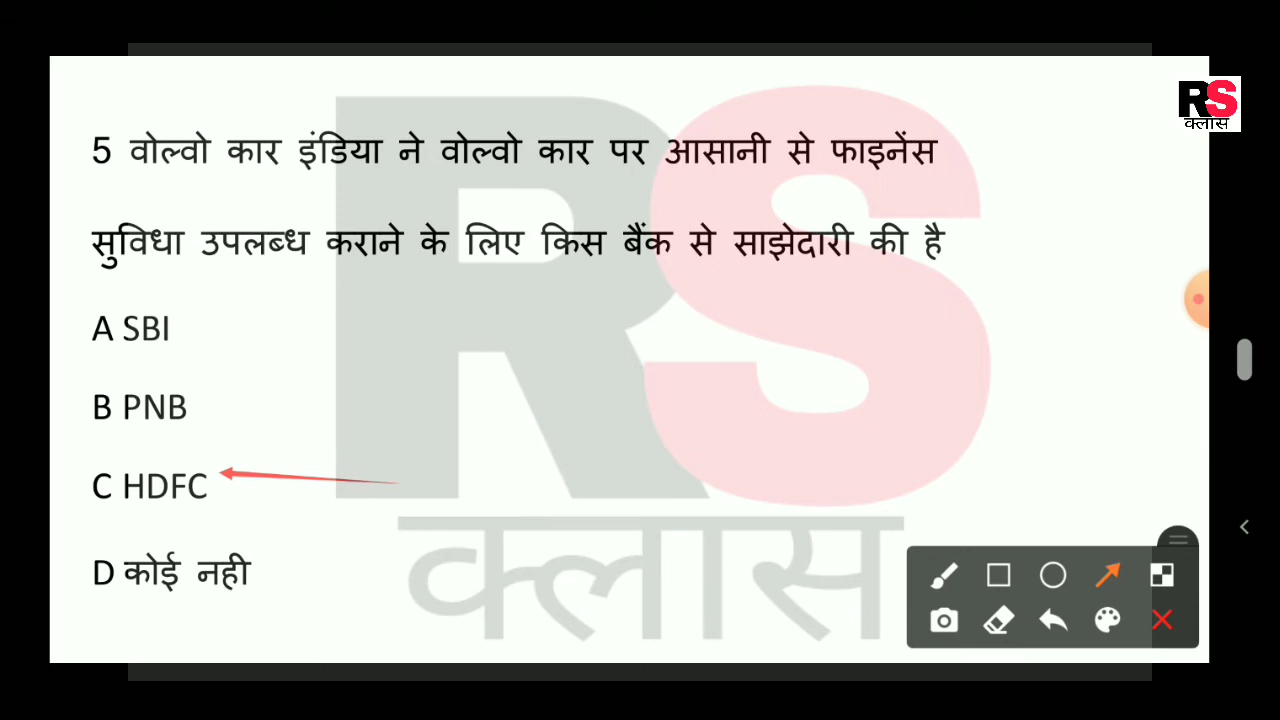 RS
क्लास
5 वोल्वो कार इंडिया ने वोल्वो कार पर आसानी से फाइनेंस
सुविधा उपलब्ध कराने के लिए किस बैंक से साझेदारी की है
A SBI
B PNB
C HDFC
D कोई नही
RS
क्लास